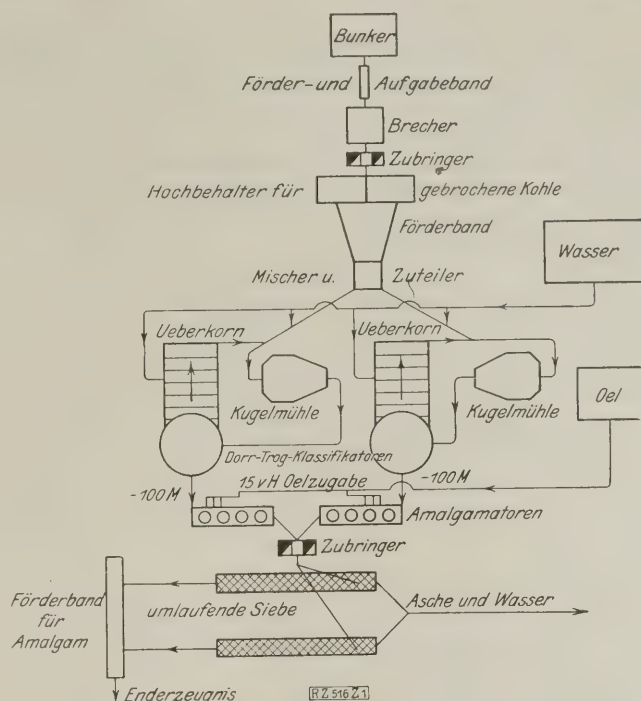 Bunker
Förder- und Aufgabeband
Brecher
Zubringer
Hochbehalter für gebrochene Kohle
Förderband
Wasser
Mischer u. Zuteiler
Ueberkorn
Ueberkorn
Kugelmühle
Kugelmühle
Oel
Dorr-Trog-Klassifikatoren
-100 M
15 vH Oelzugabe
-100 M
Amalgamatoren
Zubringer
Förderband
für
Amalgam
umlaufende Siebe
Asche und Wasser
Enderzeugnis
RZ 516 Z1